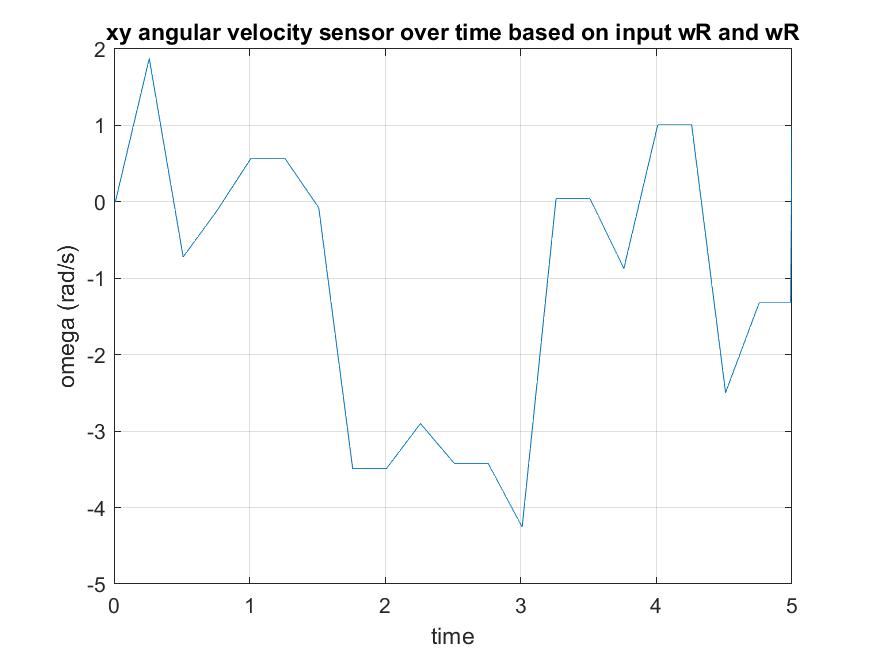 xy angular velocity sensor over time based on input wR and wR
2
1
0
-1
-2
-3
-4
-5
omega (rad/s)
0 1 2 3 4 5
time